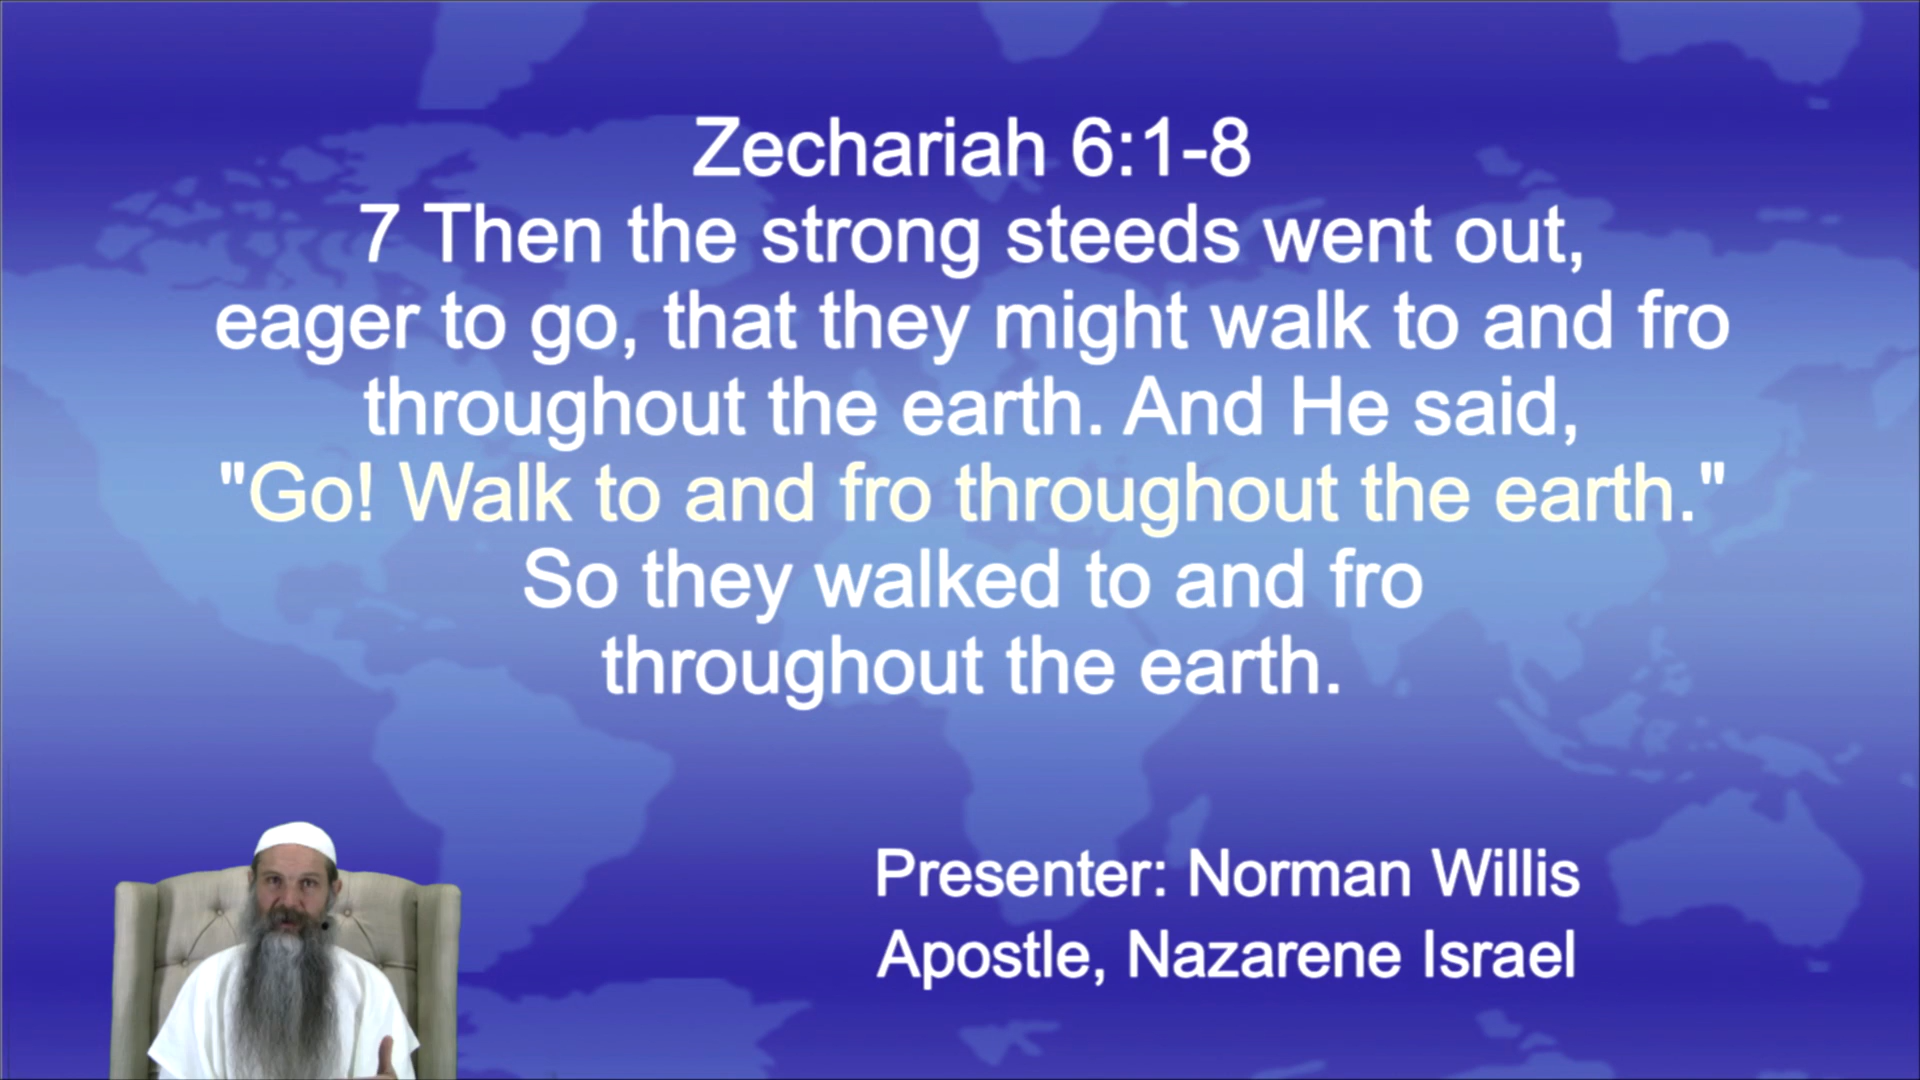 Zechariah 6:1-8
7 Then the strong steeds went out,
eager to go, that they might walk to and fro
throughout the earth. And He said,
"Go! Walk to and fro throughout the earth."
So they walked to and fro
throughout the earth.
Presenter: Norman Willis
Apostle, Nazarene Israel